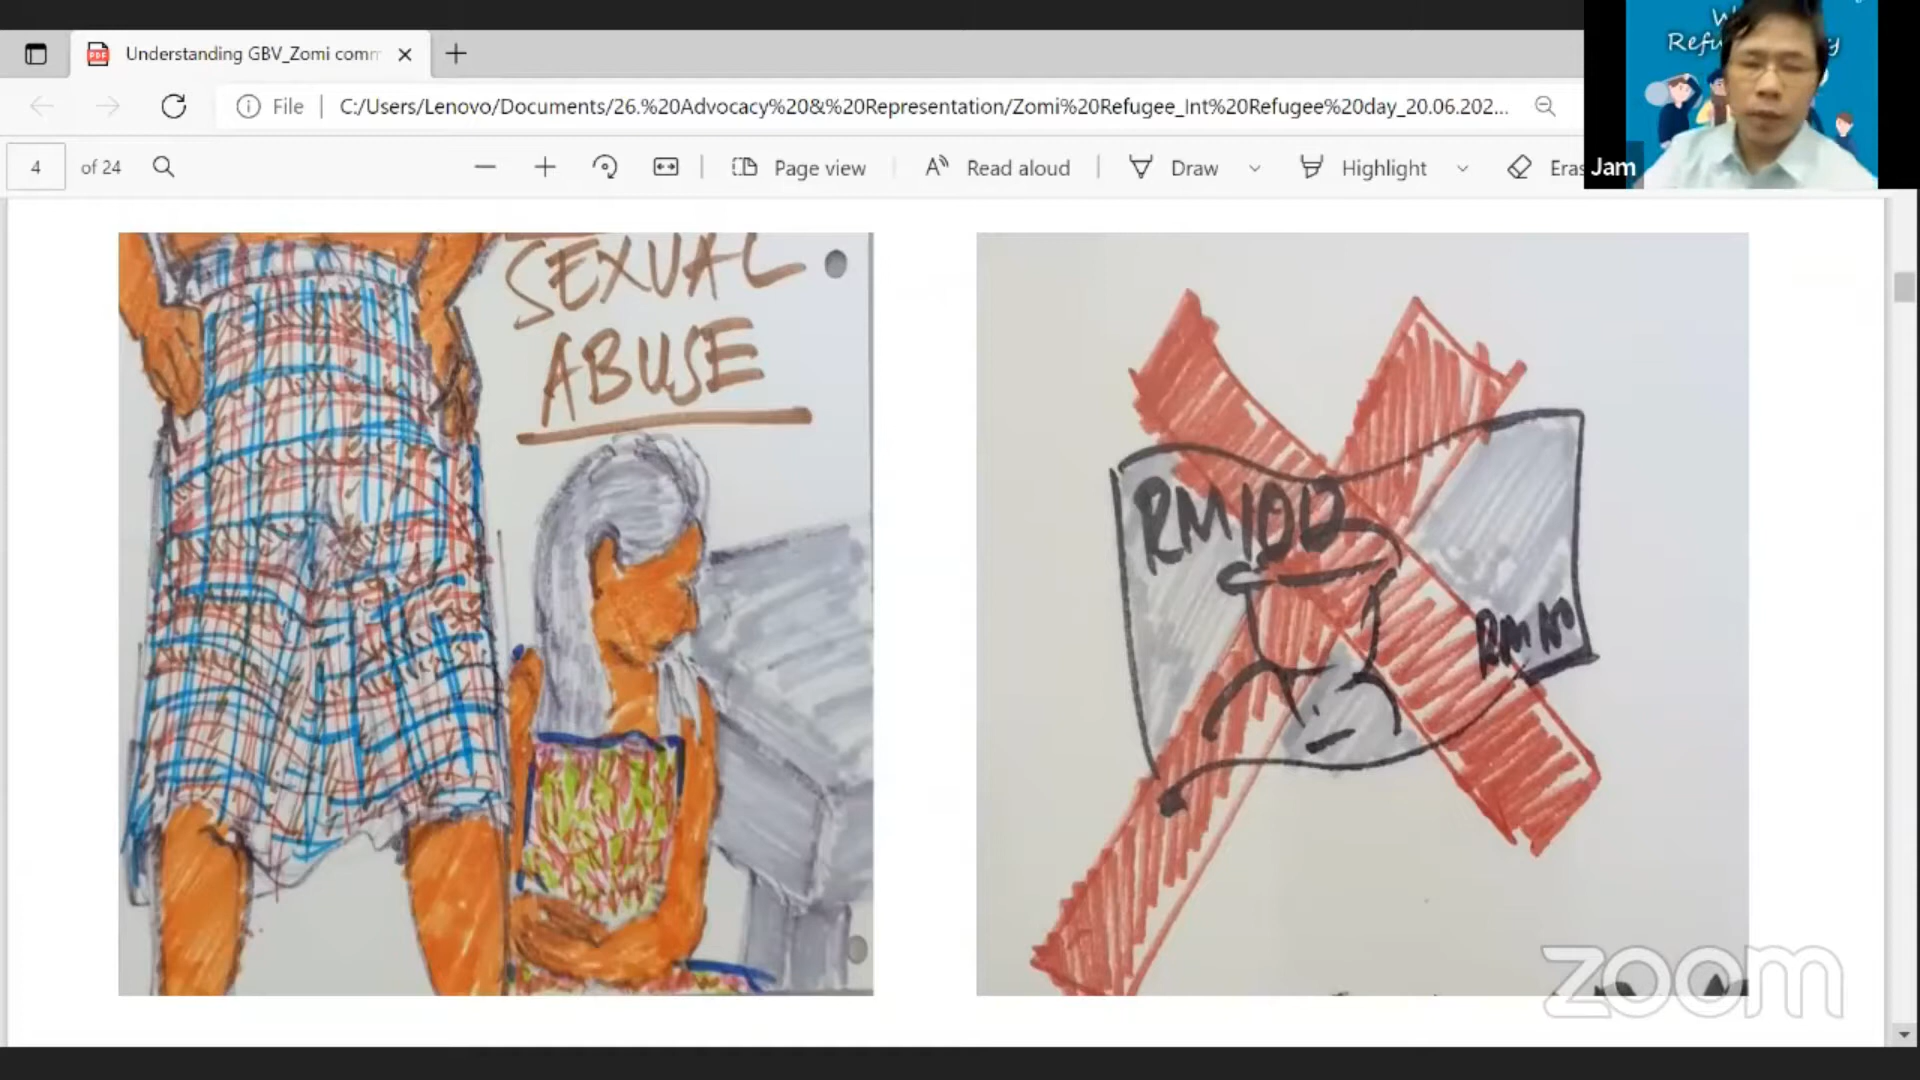 Understanding GBV_Zomi comm
File
C:/Users/Lenovo/Documents/26.%20Advocacy%20&%20Representation/Zomi%20Refugee_Int%20Refugee%20day_20.06.202...
4 of 24
Page view
Read aloud
Draw
Highlight
Jam
SEXUAL
ABUSE
RM100
zoom